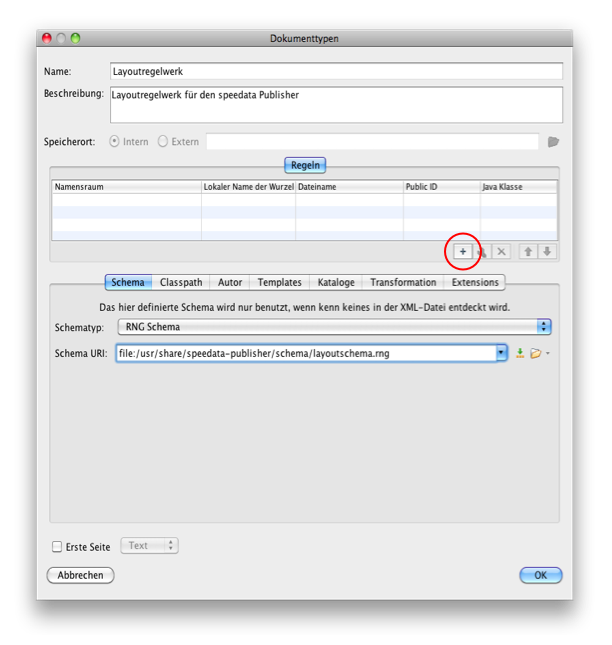 Dokumenttypen
Name: Layoutregelwerk
Beschreibung: Layoutregelwerk für den speedata Publisher
Speicherort: Intern Extern
Regeln
Namensraum Lokaler Name der Wurzel Dateiname Public ID Java Klasse
+
Schema Classpath Autor Templates Kataloge Transformation Extensions
Das hier definierte Schema wird nur benutzt, wenn kenn keines in der XML-Datei entdeckt wird.
Schematyp: RNG Schema
Schema URI: file:/usr/share/speedata-publisher/schema/layoutschema.rng
Erste Seite Text
Abbrechen OK